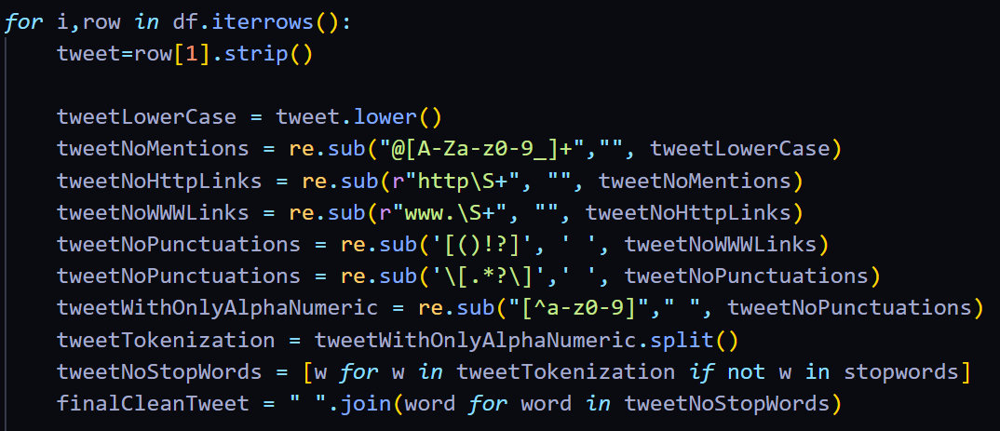 for i,row in df.iterrows():
    tweet=row[1].strip()

    tweetLowerCase = tweet.lower()
    tweetNoMentions = re.sub("@[A-Za-z0-9_]+","", tweetLowerCase)
    tweetNoHttpLinks = re.sub(r"http\S+", "", tweetNoMentions)
    tweetNoWWWLinks = re.sub(r"www.\S+", "", tweetNoHttpLinks)
    tweetNoPunctuations = re.sub('[()!?]', ' ', tweetNoWWWLinks)
    tweetNoPunctuations = re.sub('\[.*?\]',' ', tweetNoPunctuations)
    tweetWithOnlyAlphaNumeric = re.sub("[^a-z0-9]"," ", tweetNoPunctuations)
    tweetTokenization = tweetWithOnlyAlphaNumeric.split()
    tweetNoStopWords = [w for w in tweetTokenization if not w in stopwords]
    finalCleanTweet = " ".join(word for word in tweetNoStopWords)